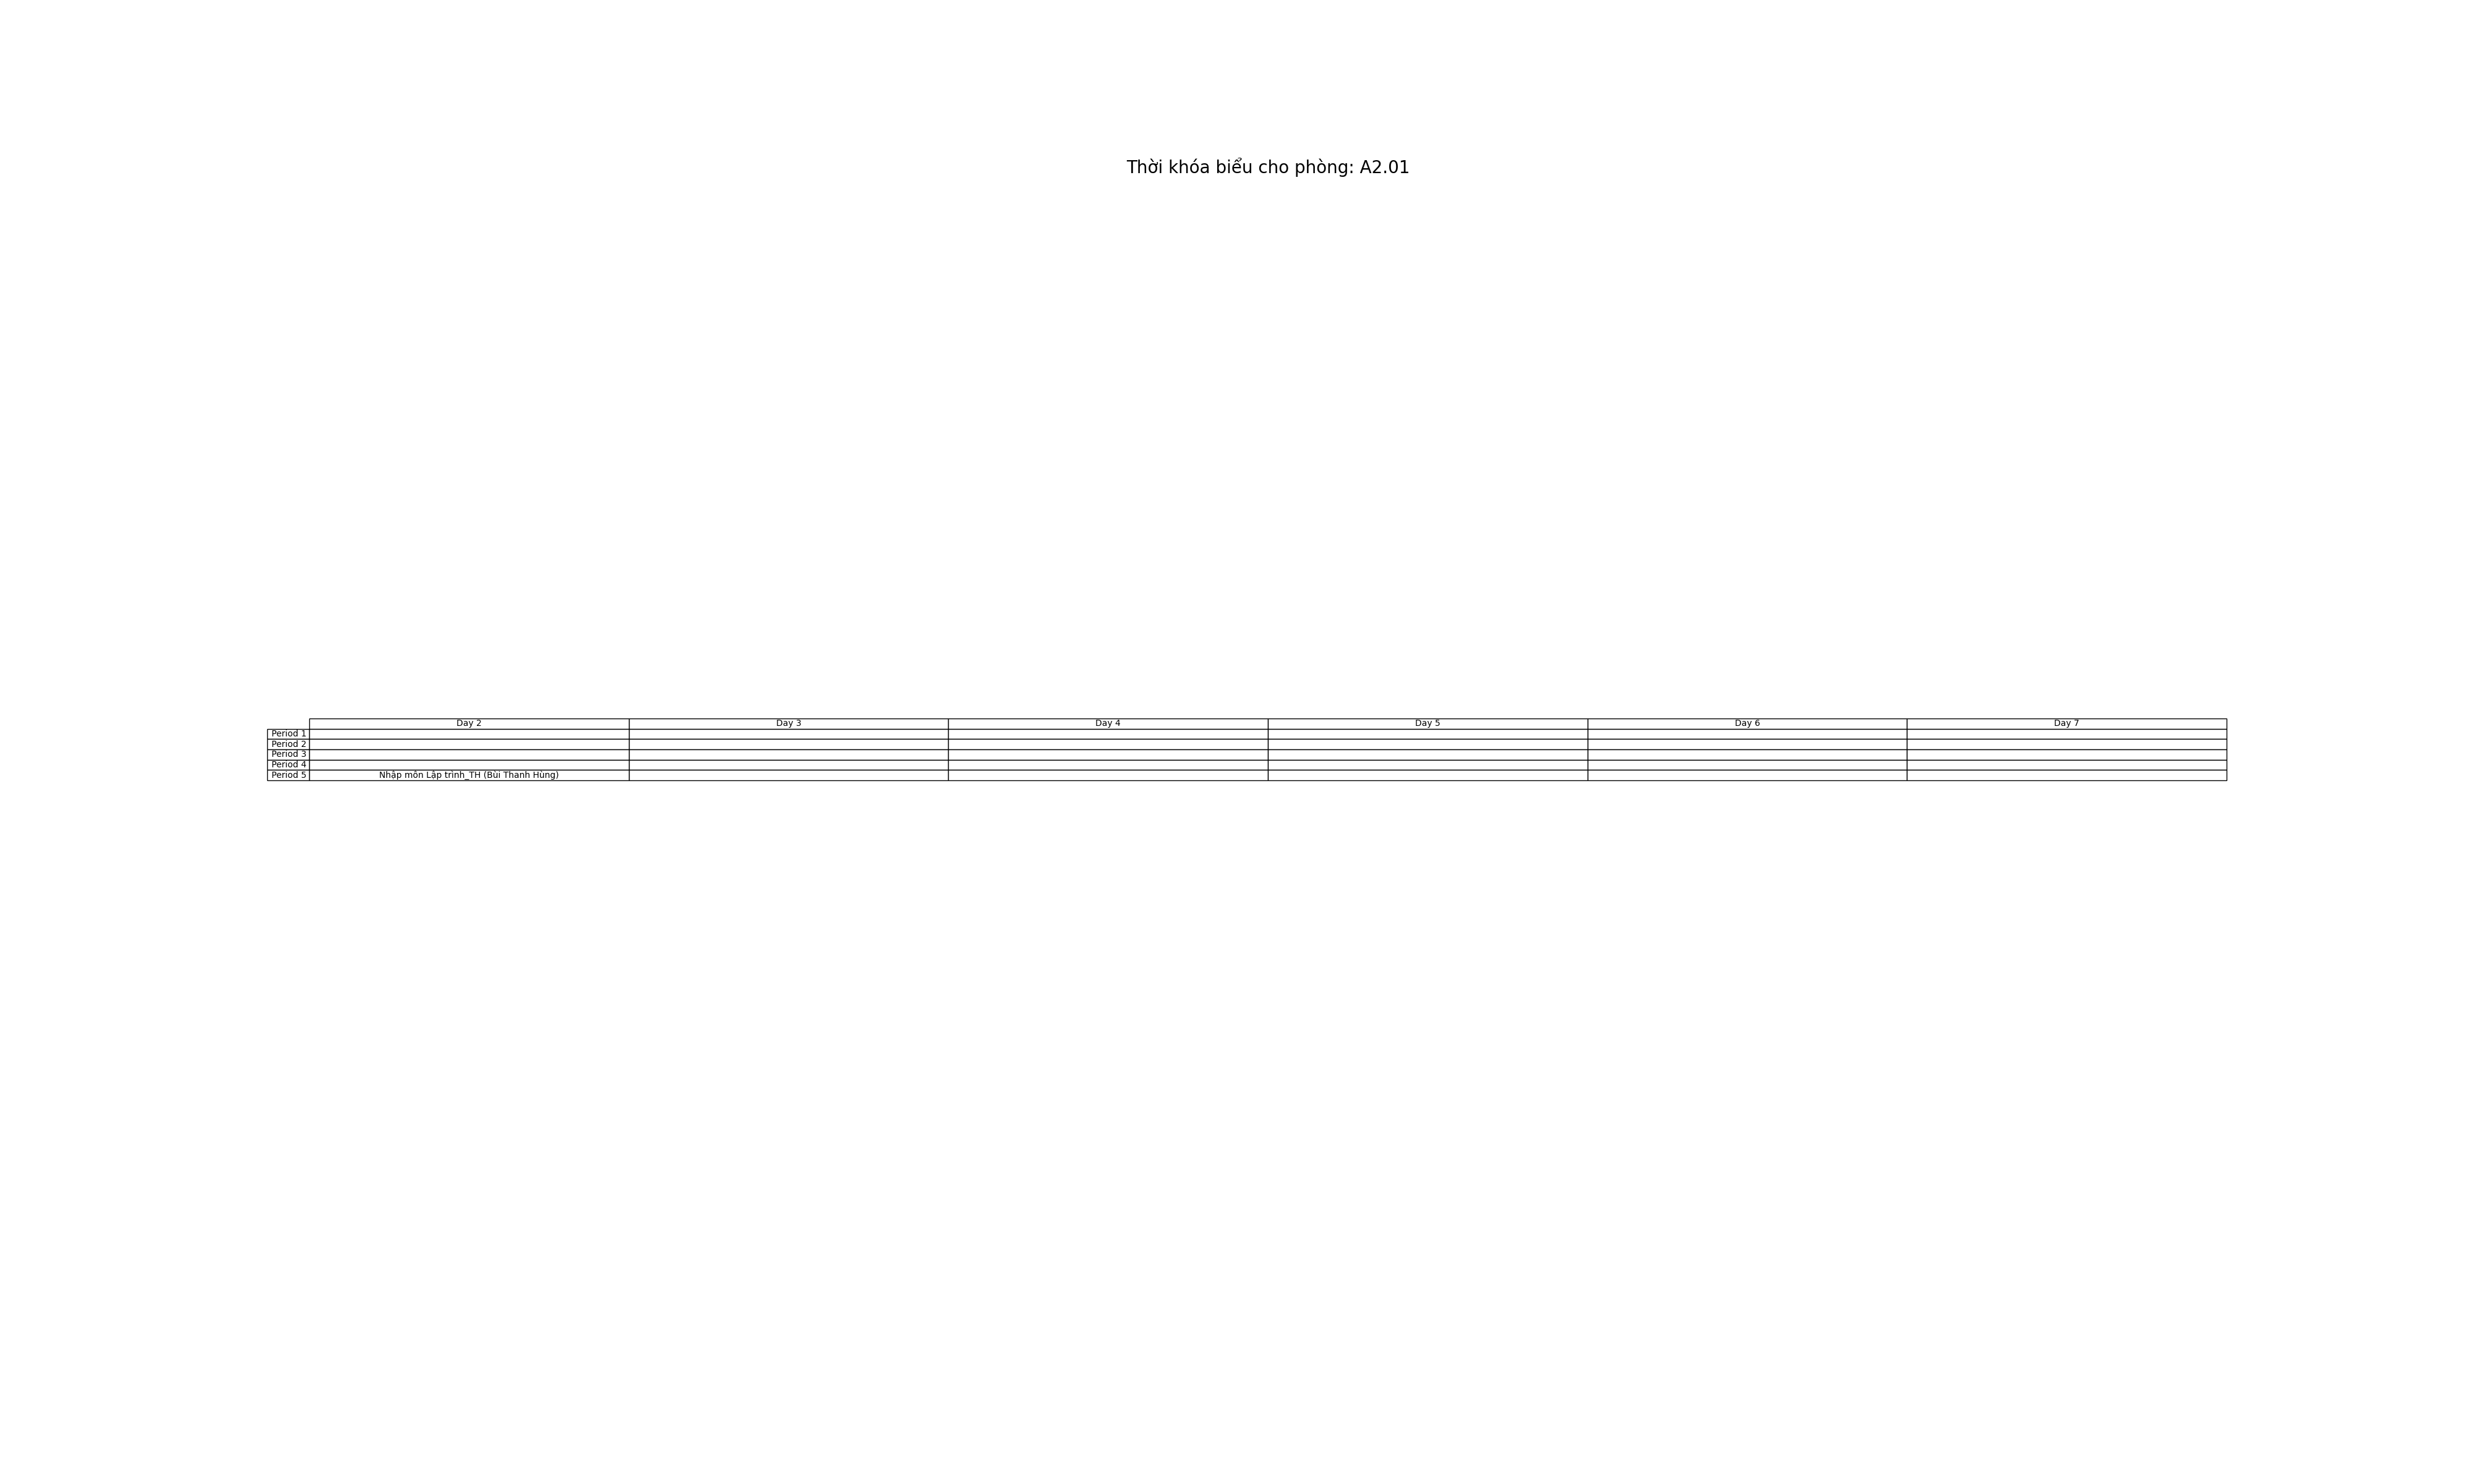 Thời khóa biểu cho phòng: A2.01
Day 2 Day 3 Day 4 Day 5 Day 6 Day 7
Period 1
Period 2
Period 3
Period 4
Period 5 Nhập môn Lập trình_TH (Bùi Thanh Hùng)